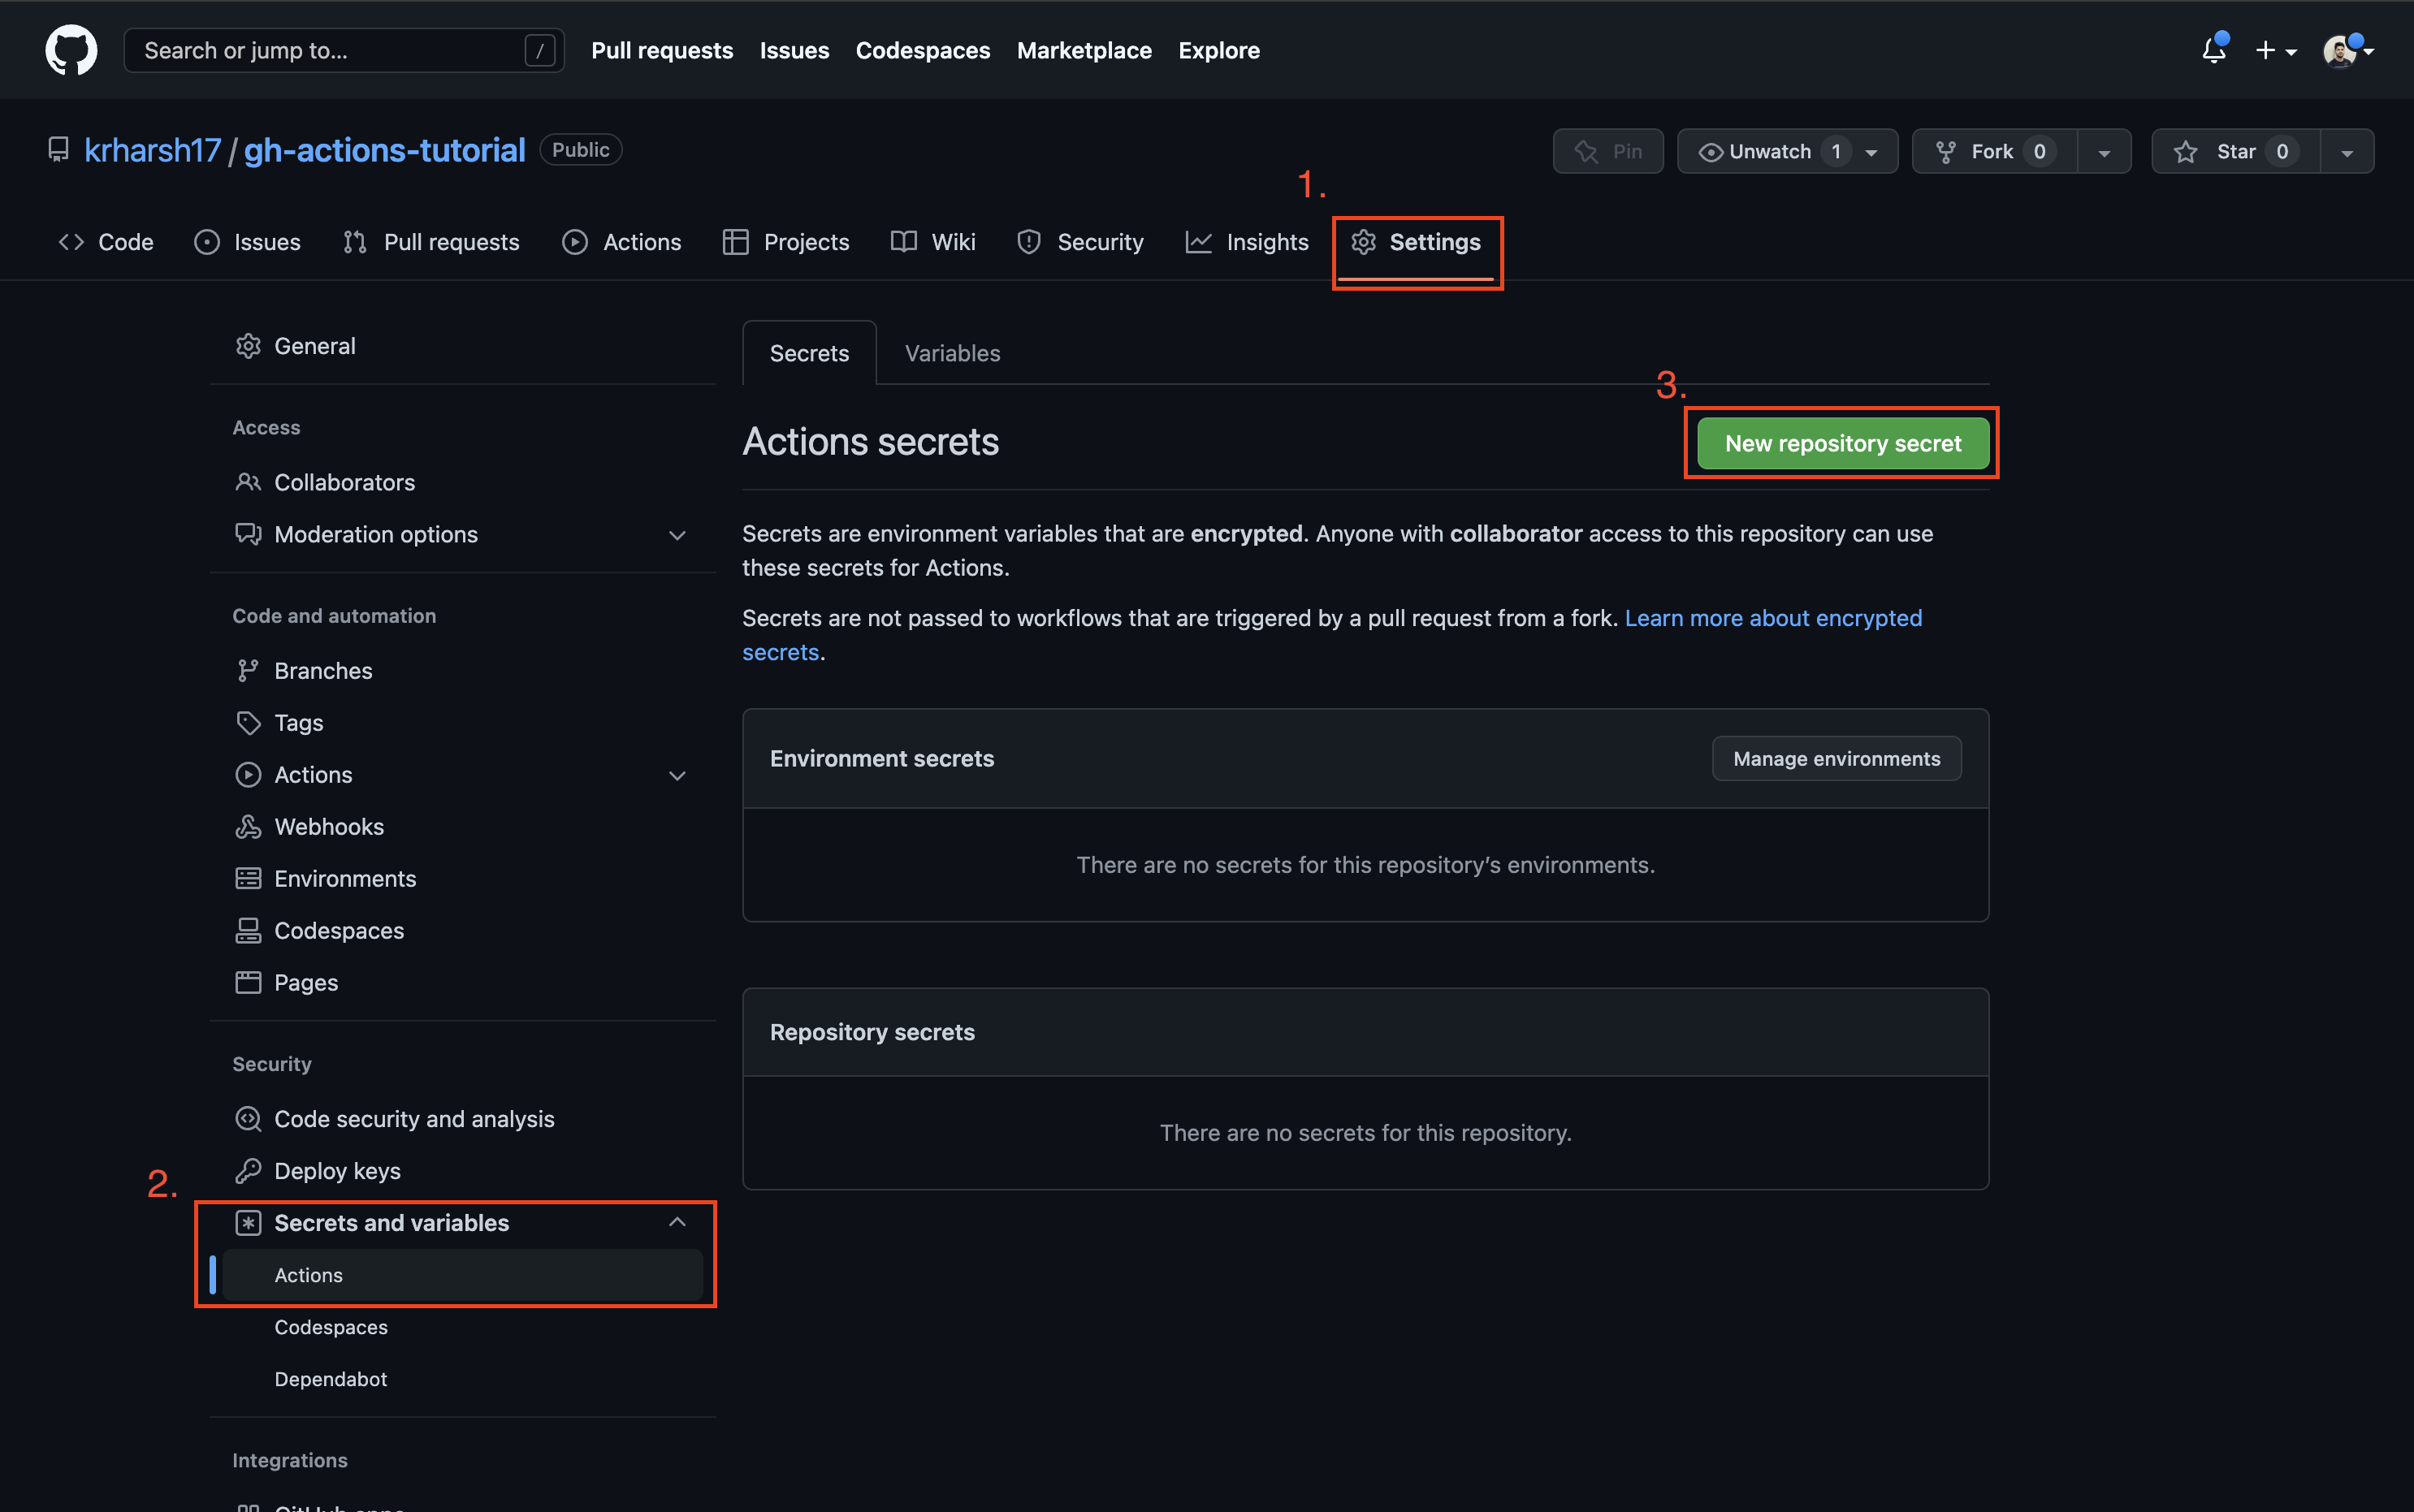 Search or jump to...
/
Pull requests
Issues
Codespaces
Marketplace
Explore
krharsh17 / gh-actions-tutorial
Public
Pin
Unwatch 1
Fork 0
Star 0
1.
Code
Issues
Pull requests
Actions
Projects
Wiki
Security
Insights
Settings
General
Access
Collaborators
Moderation options
Code and automation
Branches
Tags
Actions
Webhooks
Environments
Codespaces
Pages
Security
Code security and analysis
Deploy keys
2.
Secrets and variables
Actions
Codespaces
Dependabot
Integrations
GitHub apps
Secrets
Variables
3.
Actions secrets
New repository secret
Secrets are environment variables that are encrypted. Anyone with collaborator access to this repository can use
these secrets for Actions.
Secrets are not passed to workflows that are triggered by a pull request from a fork. Learn more about encrypted
secrets.
Environment secrets
Manage environments
There are no secrets for this repository’s environments.
Repository secrets
There are no secrets for this repository.